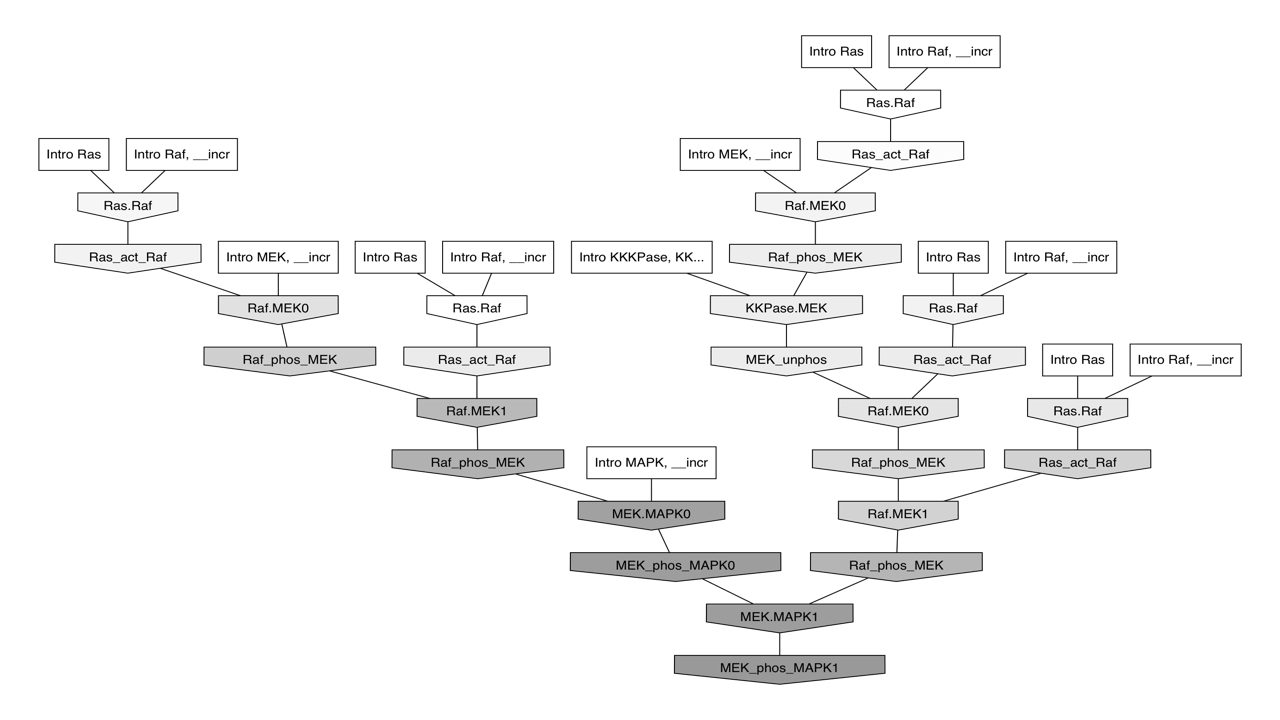 Intro Ras
Intro Raf, __incr
Ras.Raf
Intro Ras
Intro Raf, __incr
Intro MEK, __incr
Ras_act_Raf
Ras.Raf
Raf.MEK0
Ras_act_Raf
Intro MEK, __incr
Intro Ras
Intro Raf, __incr
Intro KKKPase, KK...
Raf_phos_MEK
Intro Ras
Intro Raf, __incr
Raf.MEK0
Ras.Raf
KKPase.MEK
Ras.Raf
Raf_phos_MEK
Ras_act_Raf
MEK_unphos
Ras_act_Raf
Intro Ras
Intro Raf, __incr
Raf.MEK1
Raf.MEK0
Ras.Raf
Raf_phos_MEK
Intro MAPK, __incr
Raf_phos_MEK
Ras_act_Raf
MEK.MAPK0
Raf.MEK1
MEK_phos_MAPK0
Raf_phos_MEK
MEK.MAPK1
MEK_phos_MAPK1